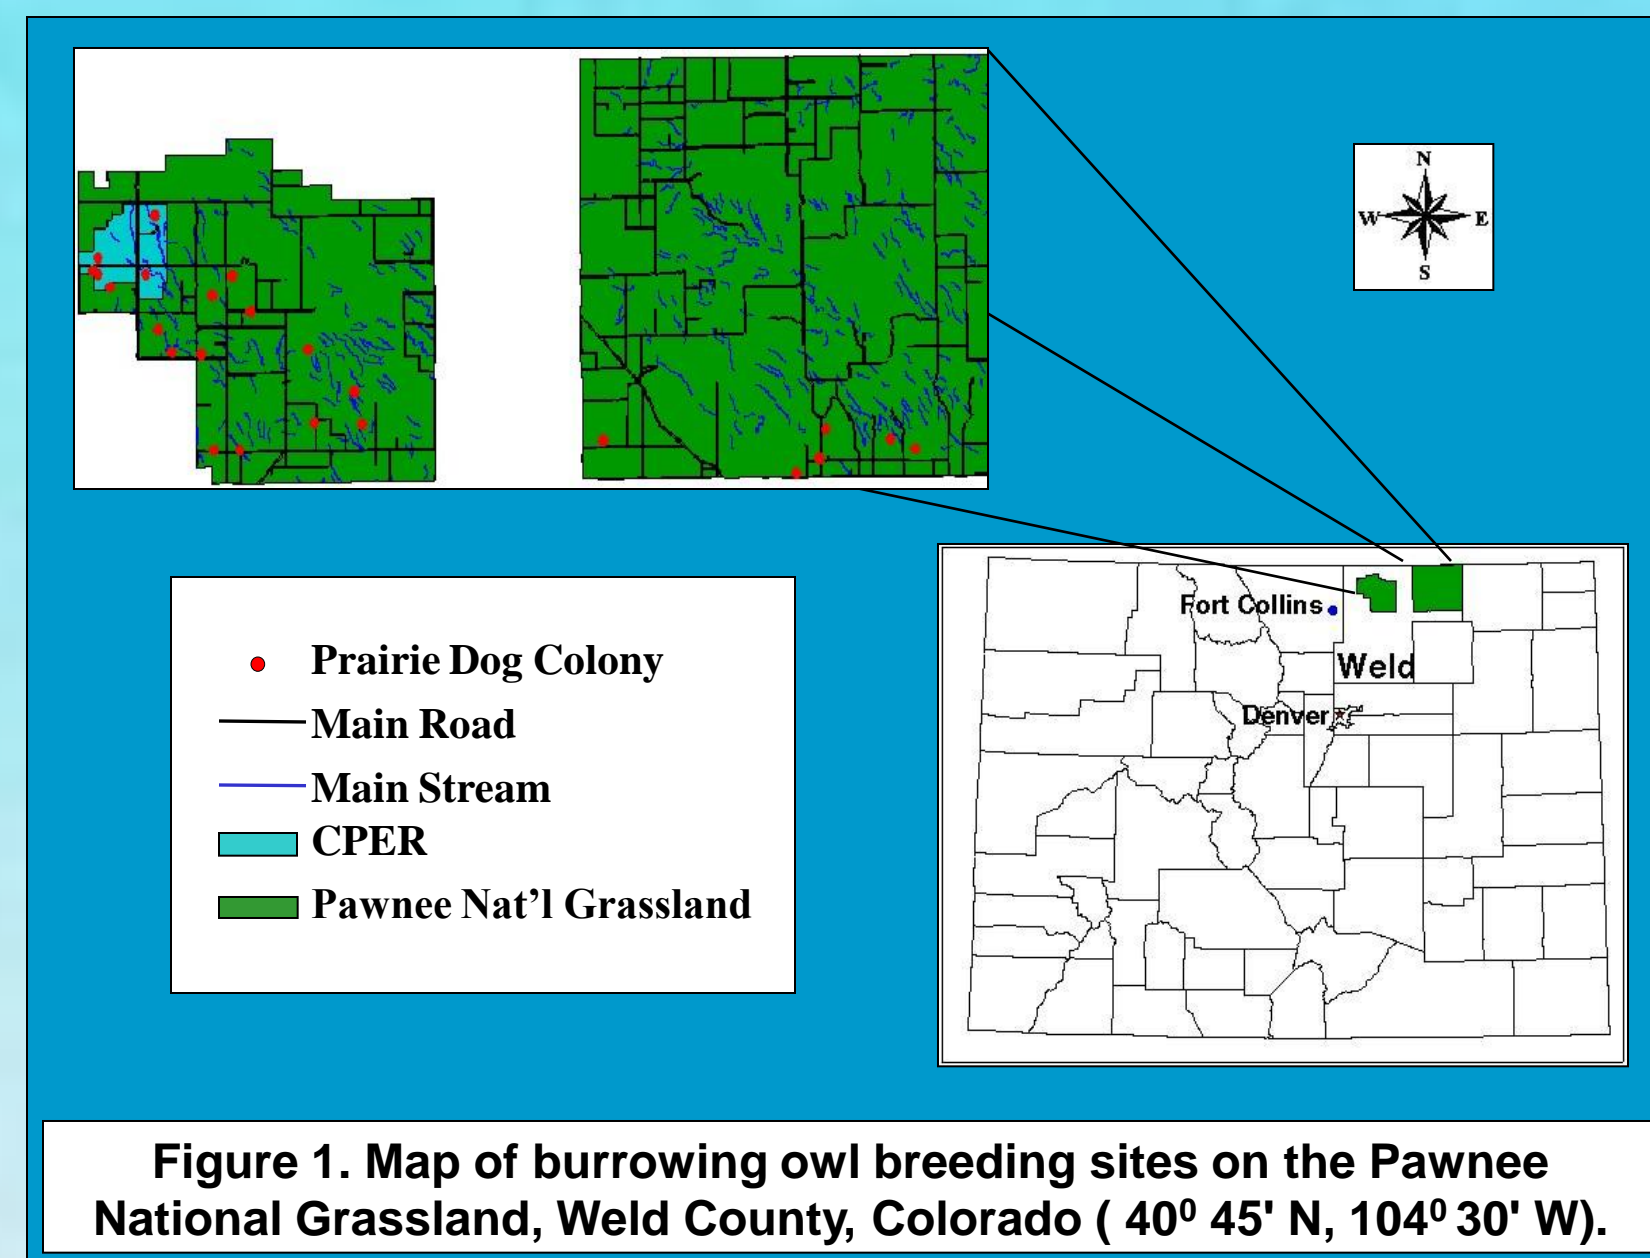 N
W E
S
Fort Collins
Weld
Denver
Prairie Dog Colony
Main Road
Main Stream
CPER
Pawnee Nat’l Grassland
Figure 1. Map of burrowing owl breeding sites on the Pawnee
National Grassland, Weld County, Colorado ( 40⁰ 45' N, 104⁰ 30' W).